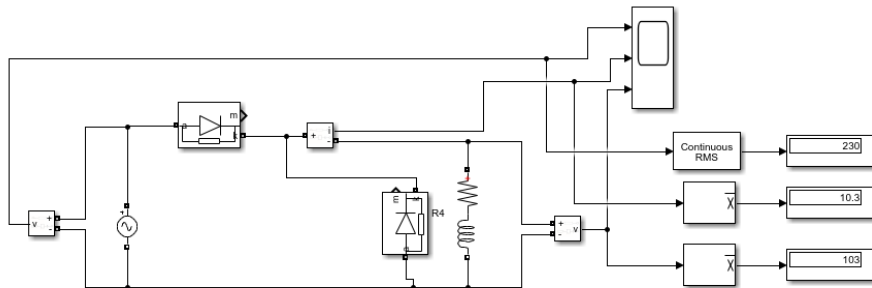 m
a
k
+
i
-
Continuous
RMS
230
v
+
-
m
k
a
R4
+
-
v
x
10.3
x
103